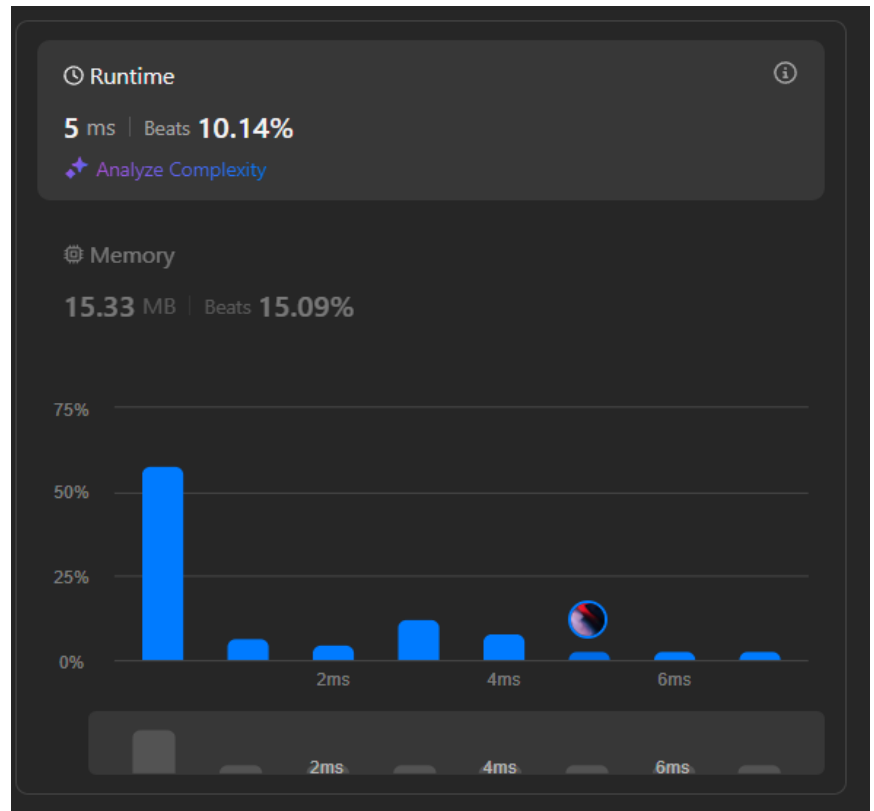 Runtime
5 ms | Beats 10.14%
Analyze Complexity
Memory
15.33 MB | Beats 15.09%
75%
50%
25%
0%
2ms 4ms 6ms
2ms 4ms 6ms